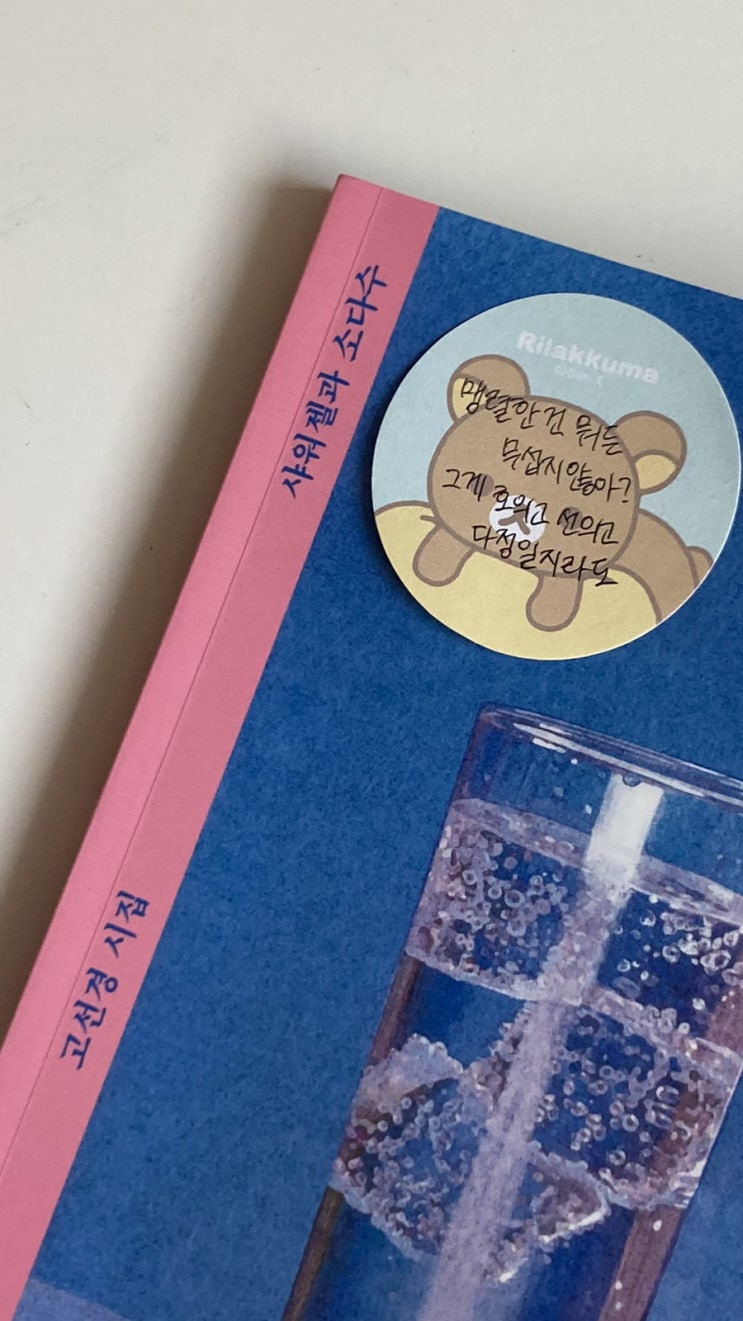 샤워젤과 소다수
고선경 시집
Rilakkuma
맹렬한 건 뭐든
무섭지 않아?
그게 호의고 선의고
다정일지라도